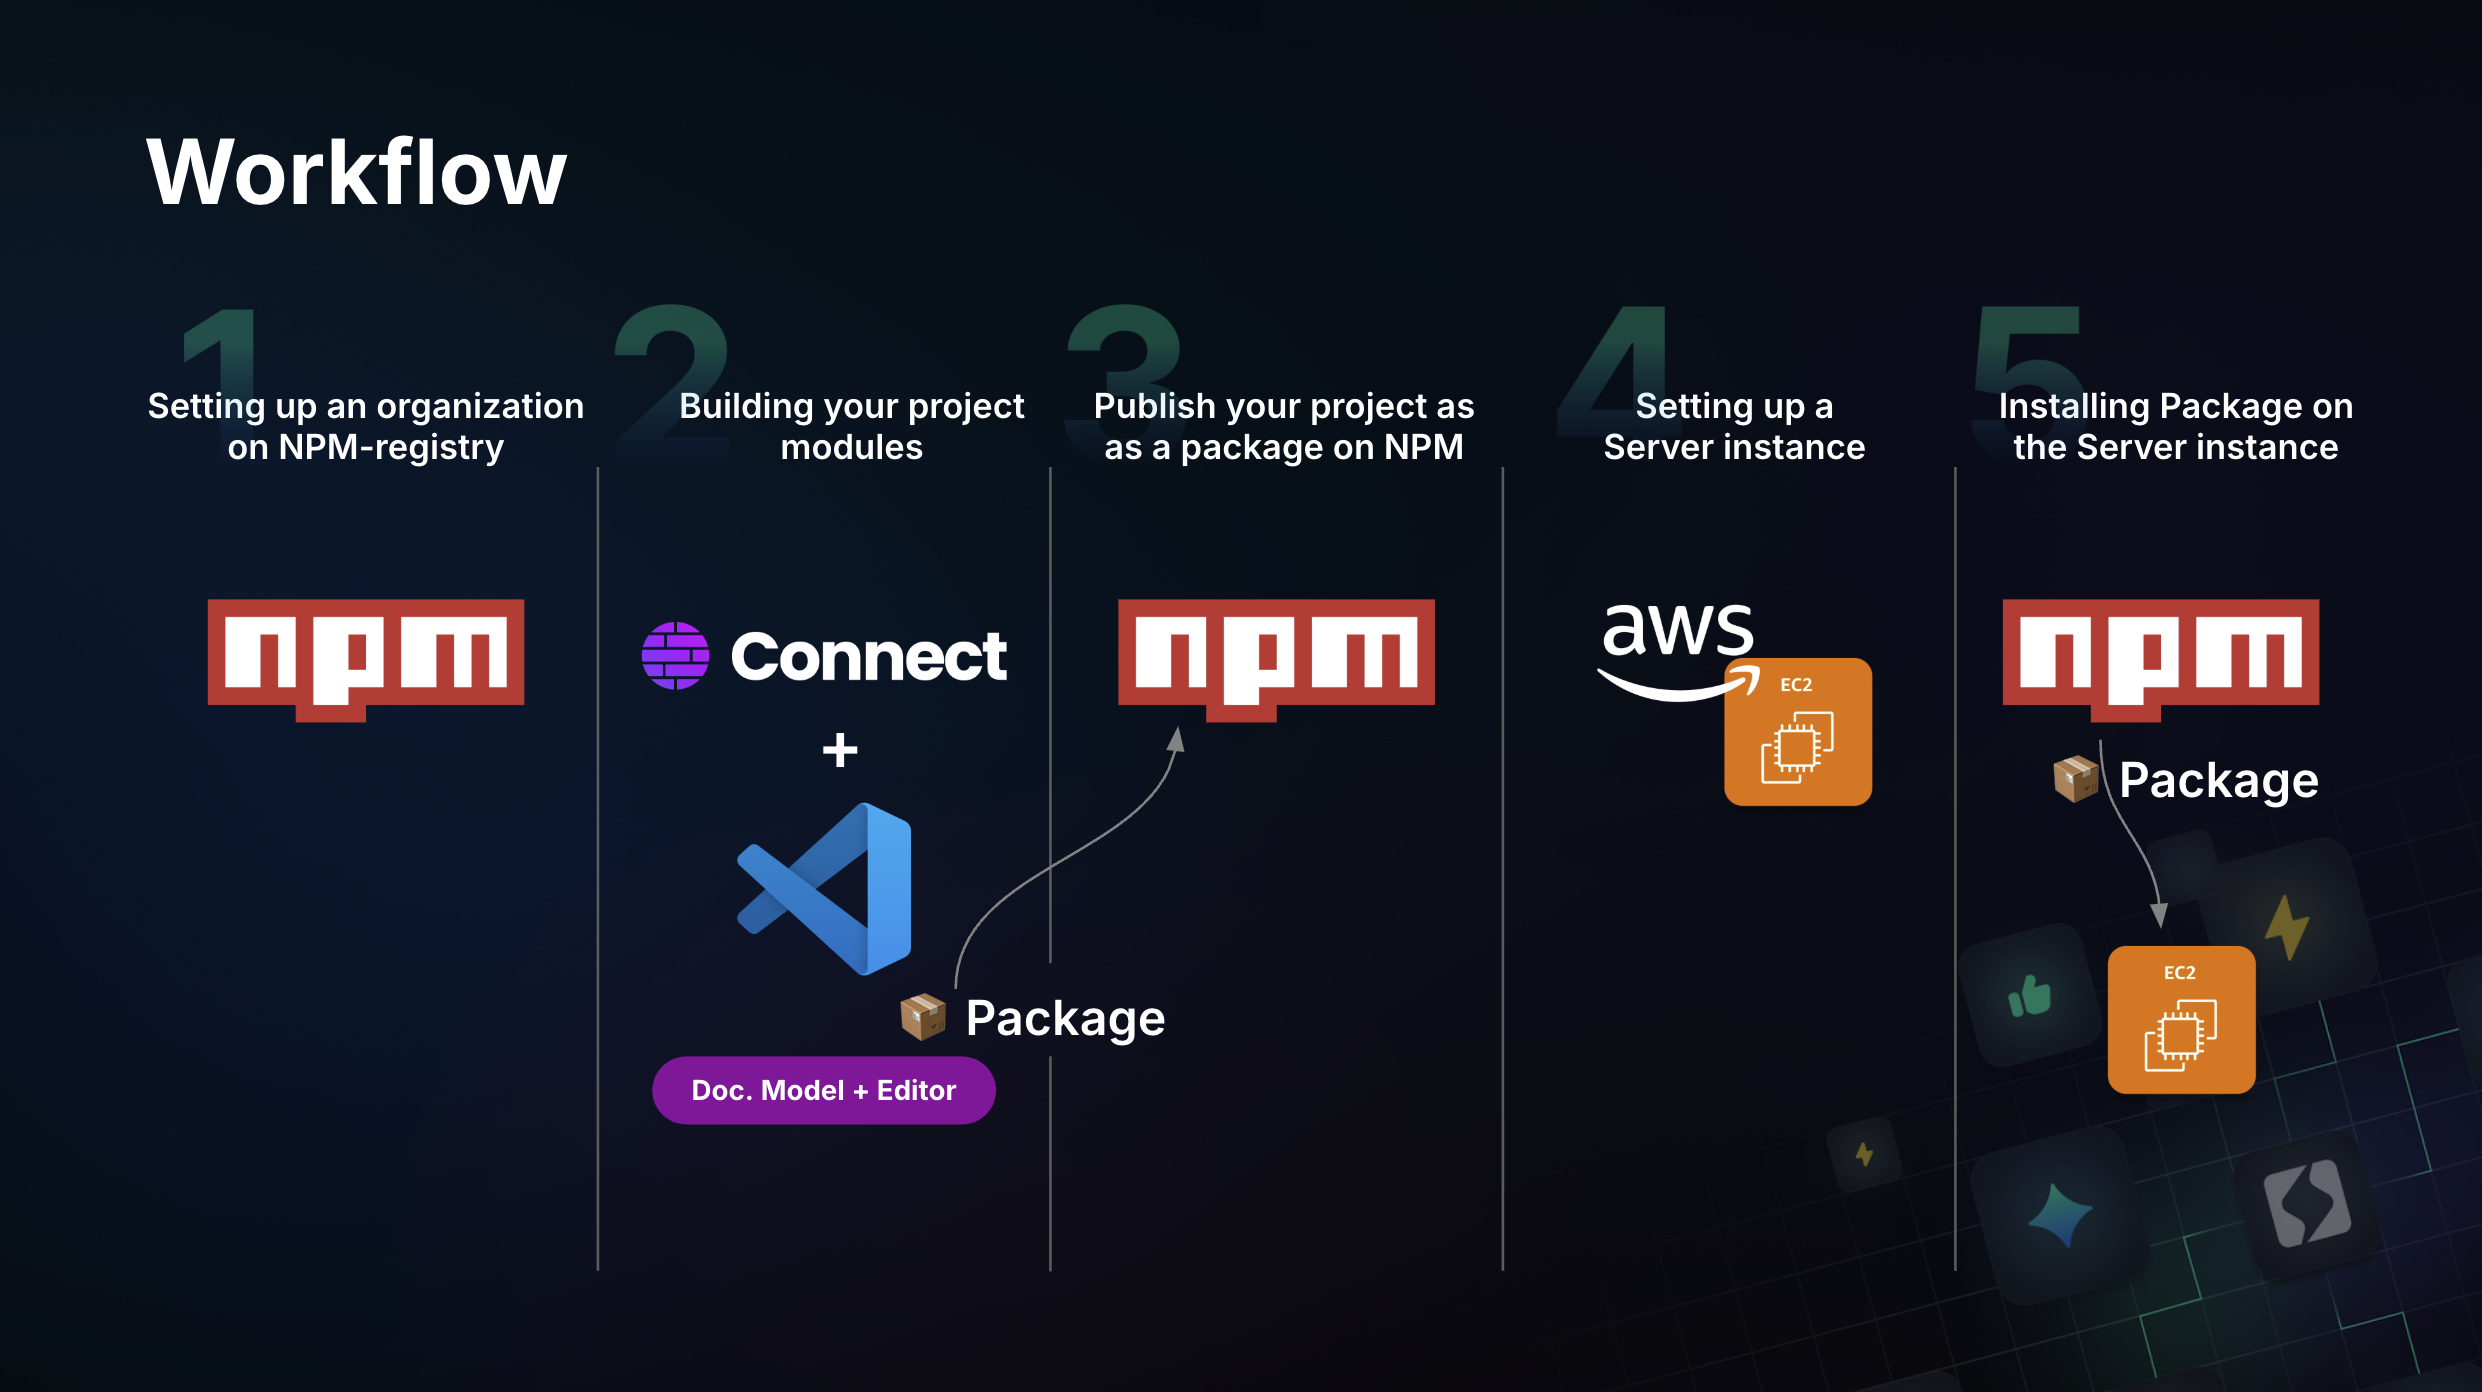 Workflow
1
Setting up an organization
on NPM-registry
2
Building your project
modules
3
Publish your project as
as a package on NPM
4
Setting up a
Server instance
5
Installing Package on
the Server instance
npm
Connect
+
Package
Doc. Model + Editor
npm
aws
EC2
npm
Package
EC2